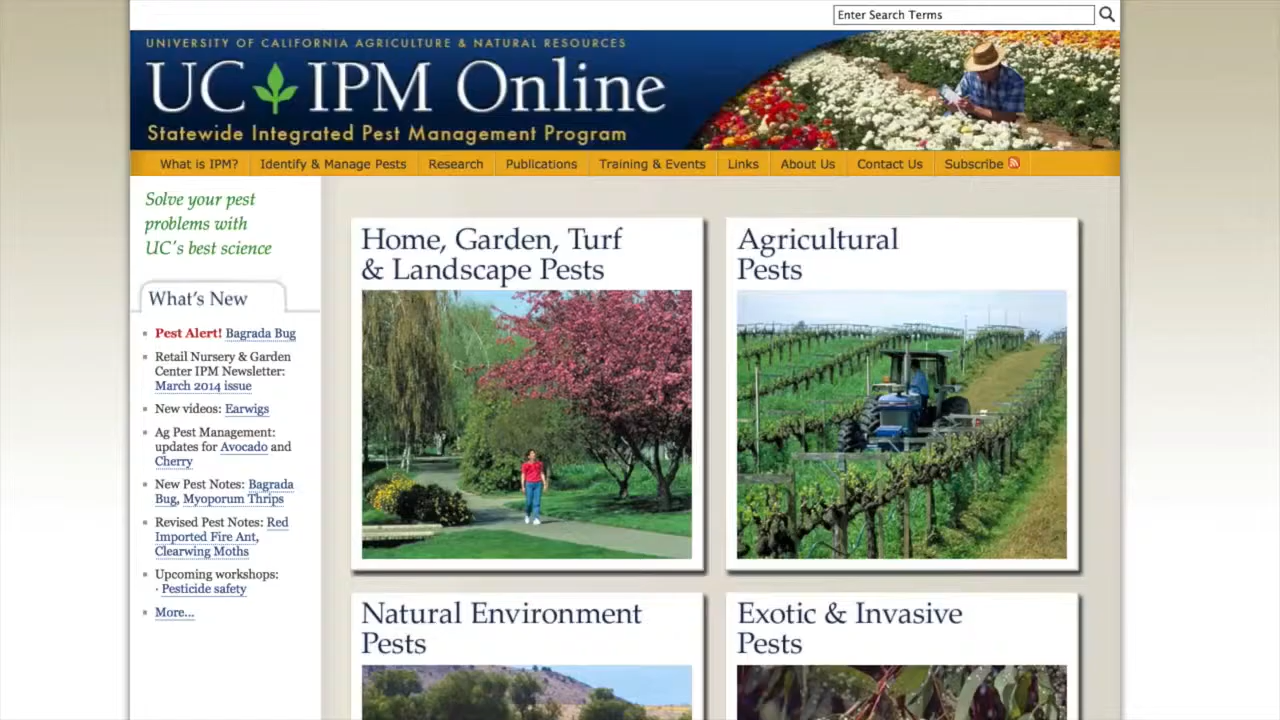 Enter Search Terms
UNIVERSITY OF CALIFORNIA AGRICULTURE & NATURAL RESOURCES
UC IPM Online
Statewide Integrated Pest Management Program
What is IPM?
Identify & Manage Pests
Research
Publications
Training & Events
Links
About Us
Contact Us
Subscribe
Solve your pest
problems with
UC's best science
What's New
Pest Alert! Bagrada Bug
Retail Nursery & Garden
Center IPM Newsletter:
March 2014 issue
New videos: Earwigs
Ag Pest Management:
updates for Avocado and
Cherry
New Pest Notes: Bagrada
Bug, Myoporum Thrips
Revised Pest Notes: Red
Imported Fire Ant,
Clearwing Moths
Upcoming workshops:
· Pesticide safety
More...
Home, Garden, Turf
& Landscape Pests
Agricultural
Pests
Natural Environment
Pests
Exotic & Invasive
Pests